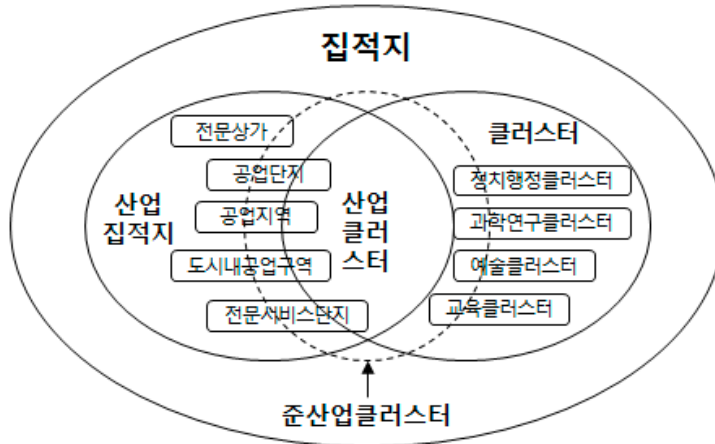 집적지
클러스터
전문상가
공업단지
정치행정클러스터
산업
집적지
공업지역
산업
클러
스터
과학연구클러스터
도시내공업구역
예술클러스터
전문서비스단지
교육클러스터
준산업클러스터